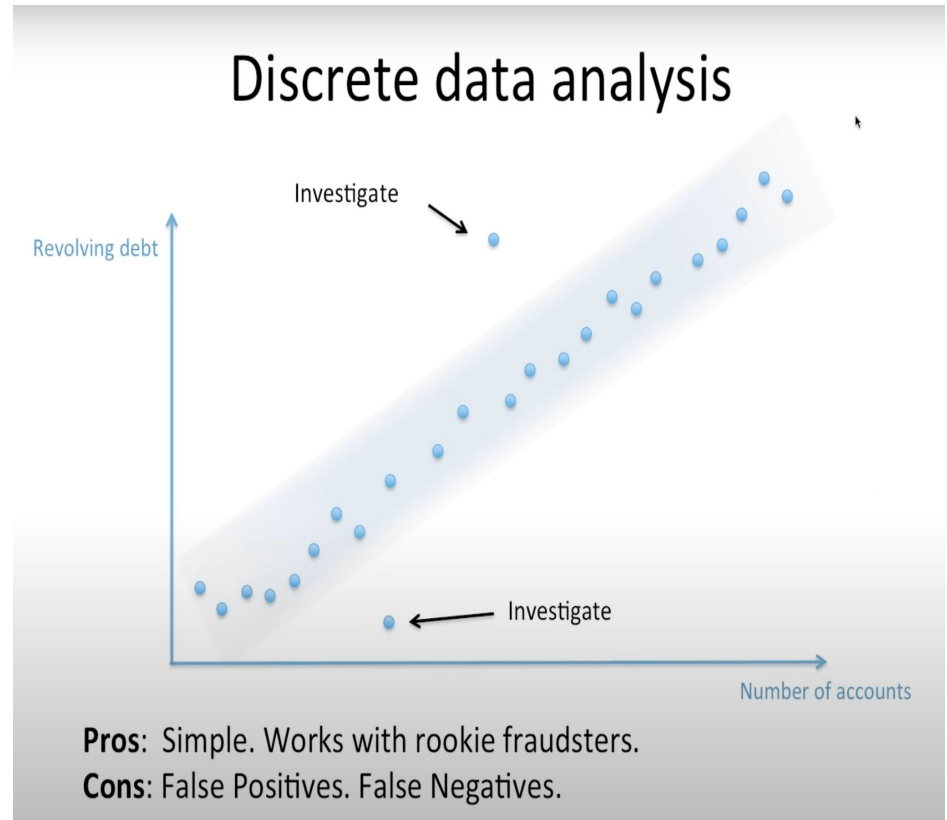 Discrete data analysis
Investigate
Revolving debt
Investigate
Number of accounts
Pros: Simple. Works with rookie fraudsters.
Cons: False Positives. False Negatives.